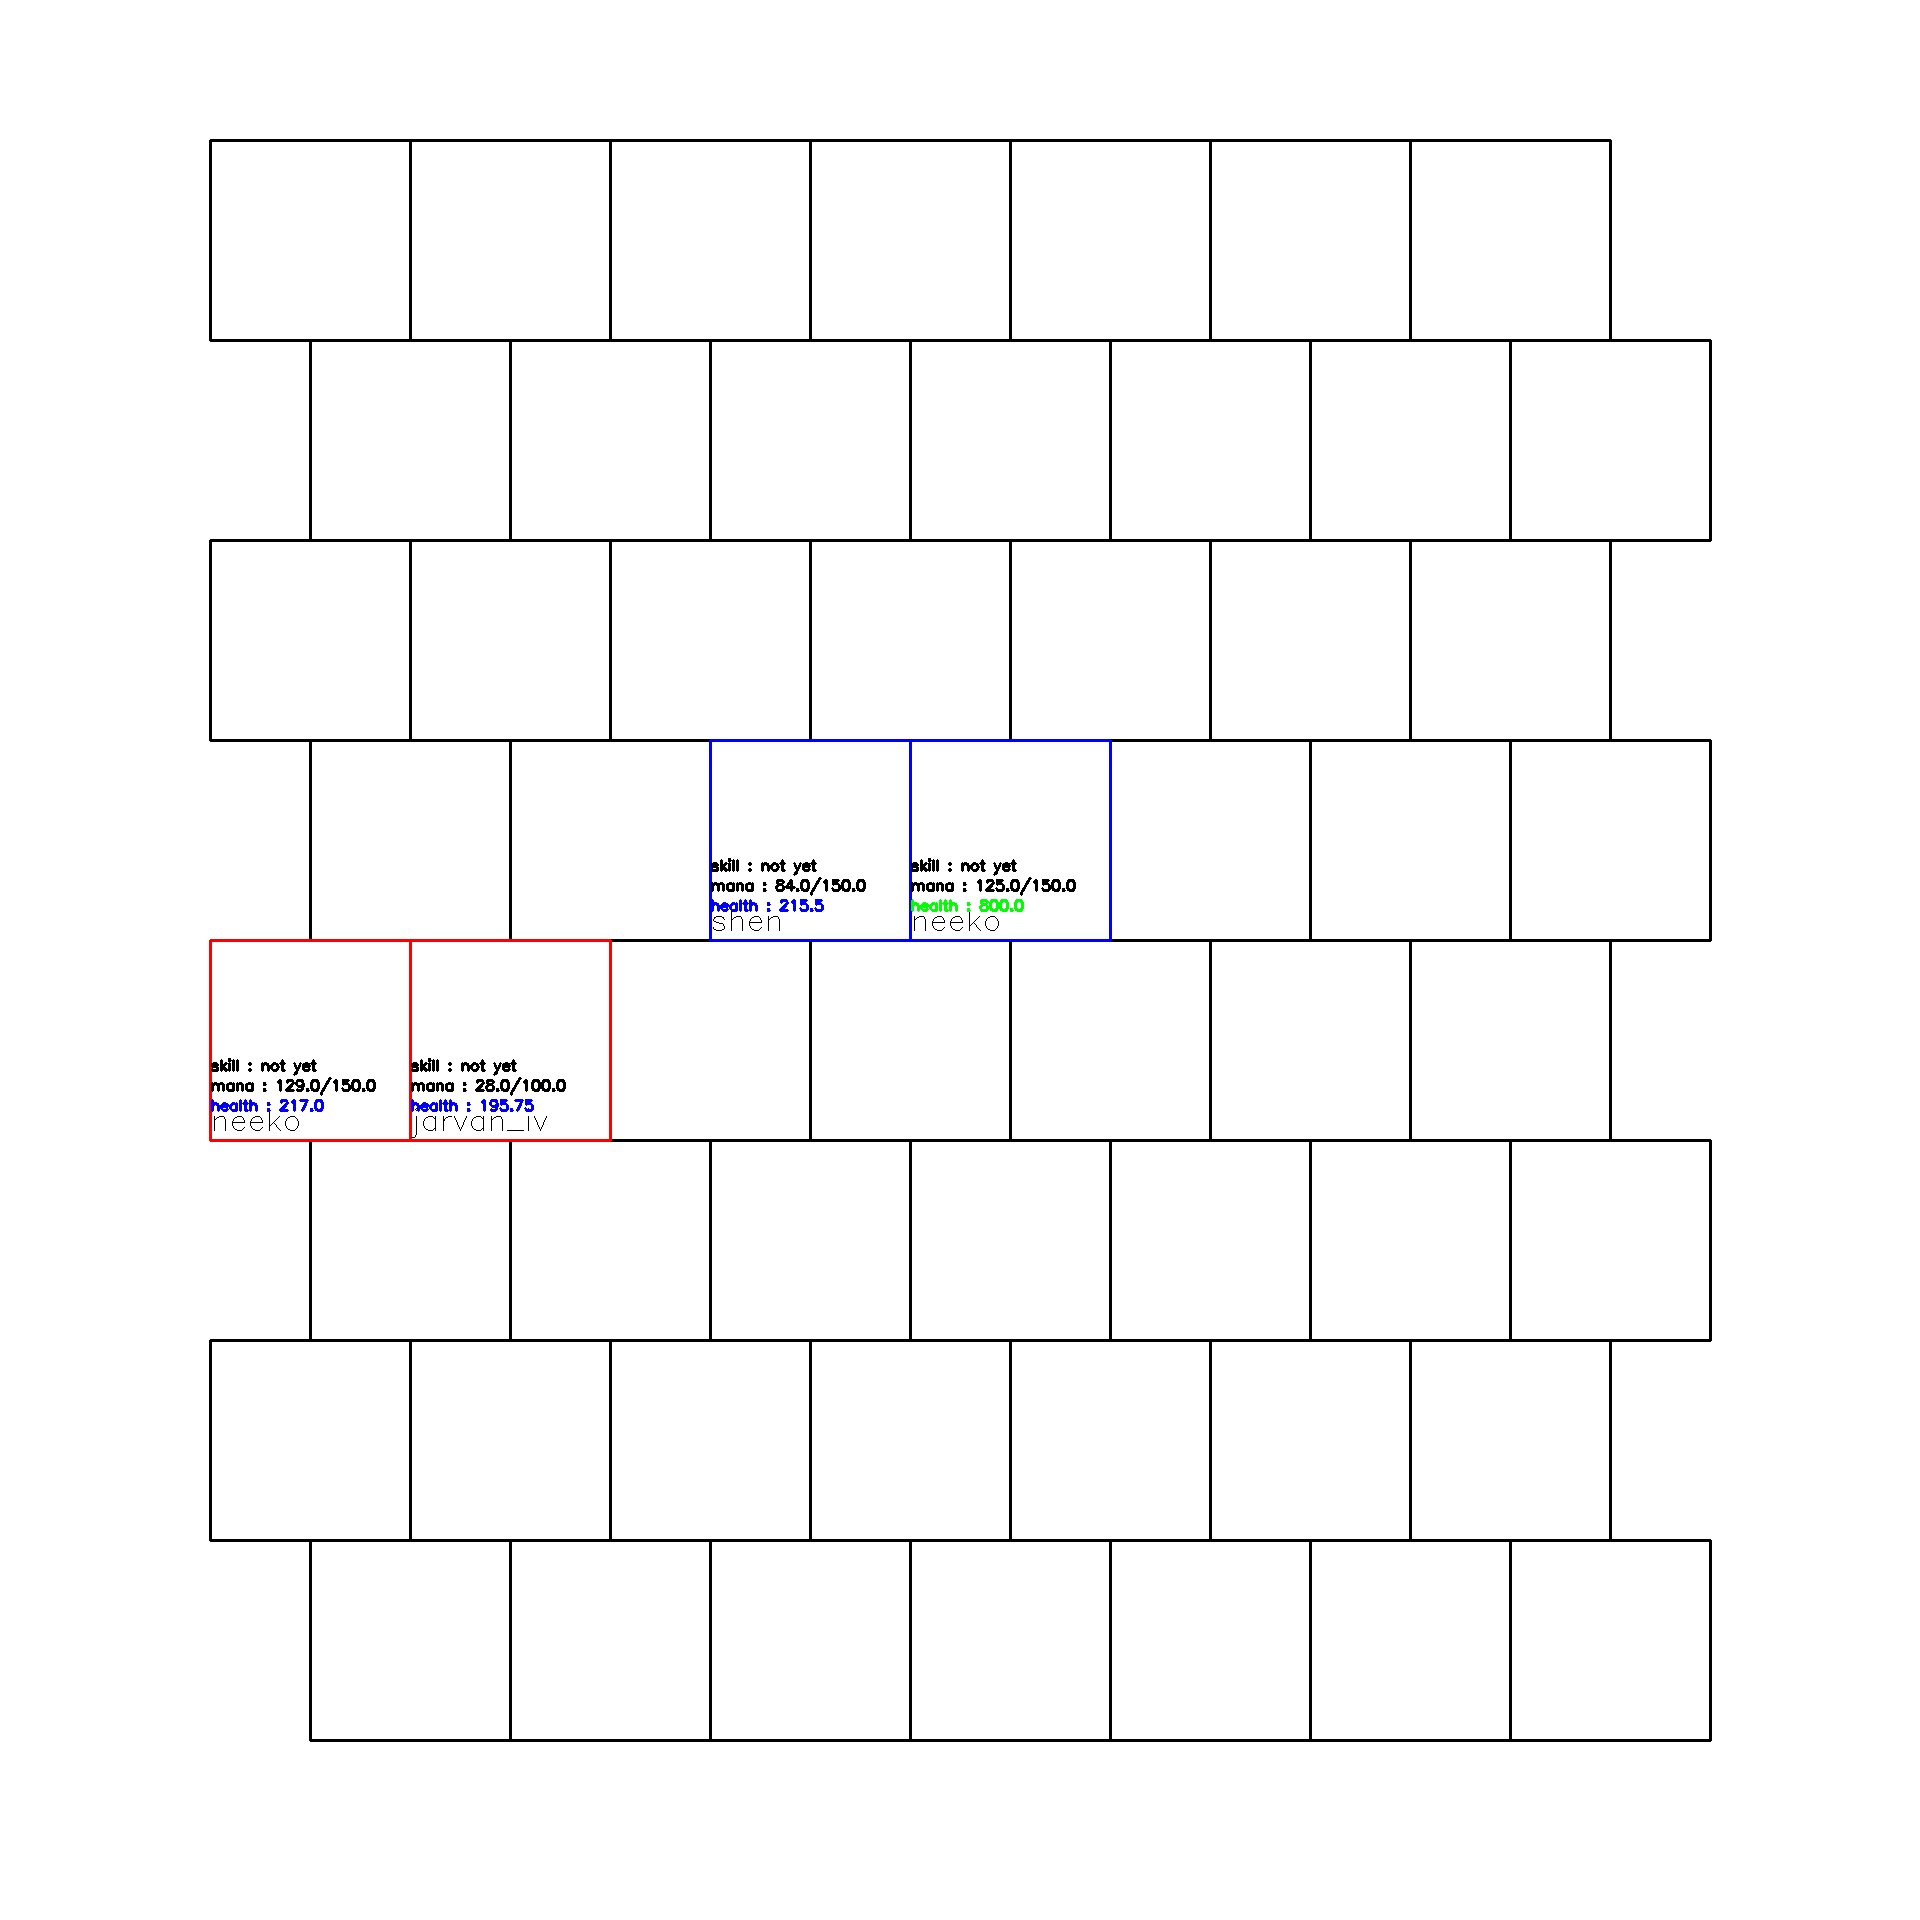 skill : not yet
mana : 84.0/150.0
health : 215.5
shen
skill : not yet
mana : 125.0/150.0
health : 800.0
neeko
skill : not yet
mana : 129.0/150.0
health : 217.0
neeko
skill : not yet
mana : 28.0/100.0
health : 195.75
jarvan_iv